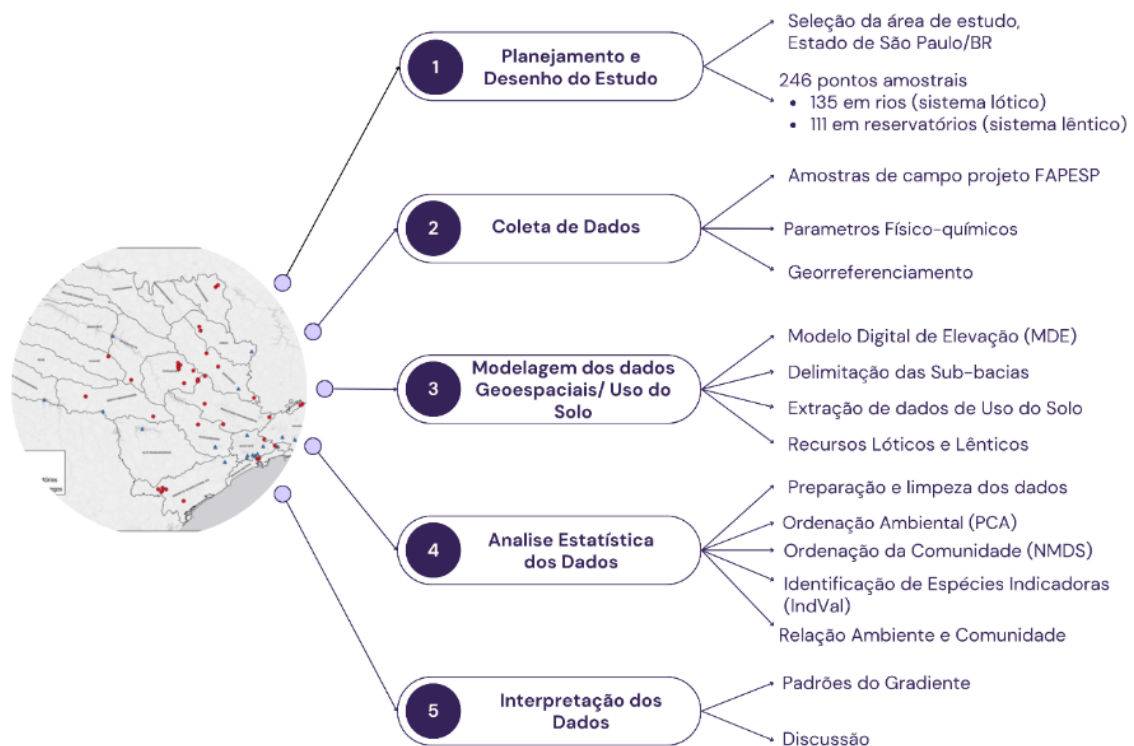 1
Planejamento e
Desenho do Estudo
Seleção da área de estudo,
Estado de São Paulo/BR
246 pontos amostrais
• 135 em rios (sistema lótico)
• 111 em reservatórios (sistema lêntico)
2
Coleta de Dados
Amostras de campo projeto FAPESP
Parametros Físico-químicos
Georreferenciamento
3
Modelagem dos dados
Geoespaciais/ Uso do
Solo
Modelo Digital de Elevação (MDE)
Delimitação das Sub-bacias
Extração de dados de Uso do Solo
Recursos Lóticos e Lênticos
4
Analise Estatística
dos Dados
Preparação e limpeza dos dados
Ordenação Ambiental (PCA)
Ordenação da Comunidade (NMDS)
Identificação de Espécies Indicadoras
(IndVal)
Relação Ambiente e Comunidade
5
Interpretação dos
Dados
Padrões do Gradiente
Discussão